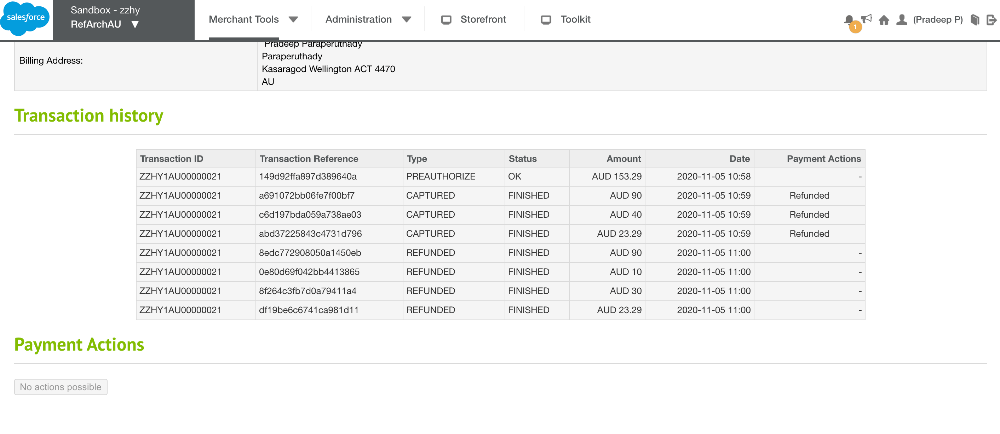 salesforce
Sandbox - zzhy
RefArchAU
Merchant Tools
Administration
Storefront
Toolkit
1
(Pradeep P)
Billing Address:
Pradeep Paraperuthady
Paraperuthady
Kasaragod Wellington ACT 4470
AU
Transaction history
Transaction ID Transaction Reference Type Status Amount Date Payment Actions
ZZHY1AU00000021 149d92ffa897d389640a PREAUTHORIZE OK AUD 153.29 2020-11-05 10:58 -
ZZHY1AU00000021 a691072bb06fe7f00bf7 CAPTURED FINISHED AUD 90 2020-11-05 10:59 Refunded
ZZHY1AU00000021 c6d197bda059a738ae03 CAPTURED FINISHED AUD 40 2020-11-05 10:59 Refunded
ZZHY1AU00000021 abd37225843c4731d796 CAPTURED FINISHED AUD 23.29 2020-11-05 10:59 Refunded
ZZHY1AU00000021 8edc772908050a1450eb REFUNDED FINISHED AUD 90 2020-11-05 11:00 -
ZZHY1AU00000021 0e80d69f042bb4413865 REFUNDED FINISHED AUD 10 2020-11-05 11:00 -
ZZHY1AU00000021 8f264c3fb7d0a79411a4 REFUNDED FINISHED AUD 30 2020-11-05 11:00 -
ZZHY1AU00000021 df19be6c6741ca981d11 REFUNDED FINISHED AUD 23.29 2020-11-05 11:00 -
Payment Actions
No actions possible